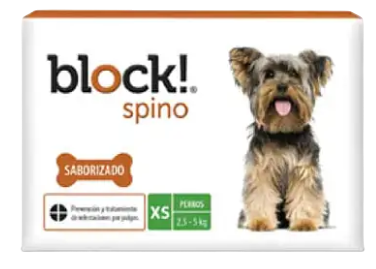 block!®
spino
SABORIZADO
Prevención y tratamiento
de infestaciones por pulgas.
XS
PERROS
2,5 - 5 kg